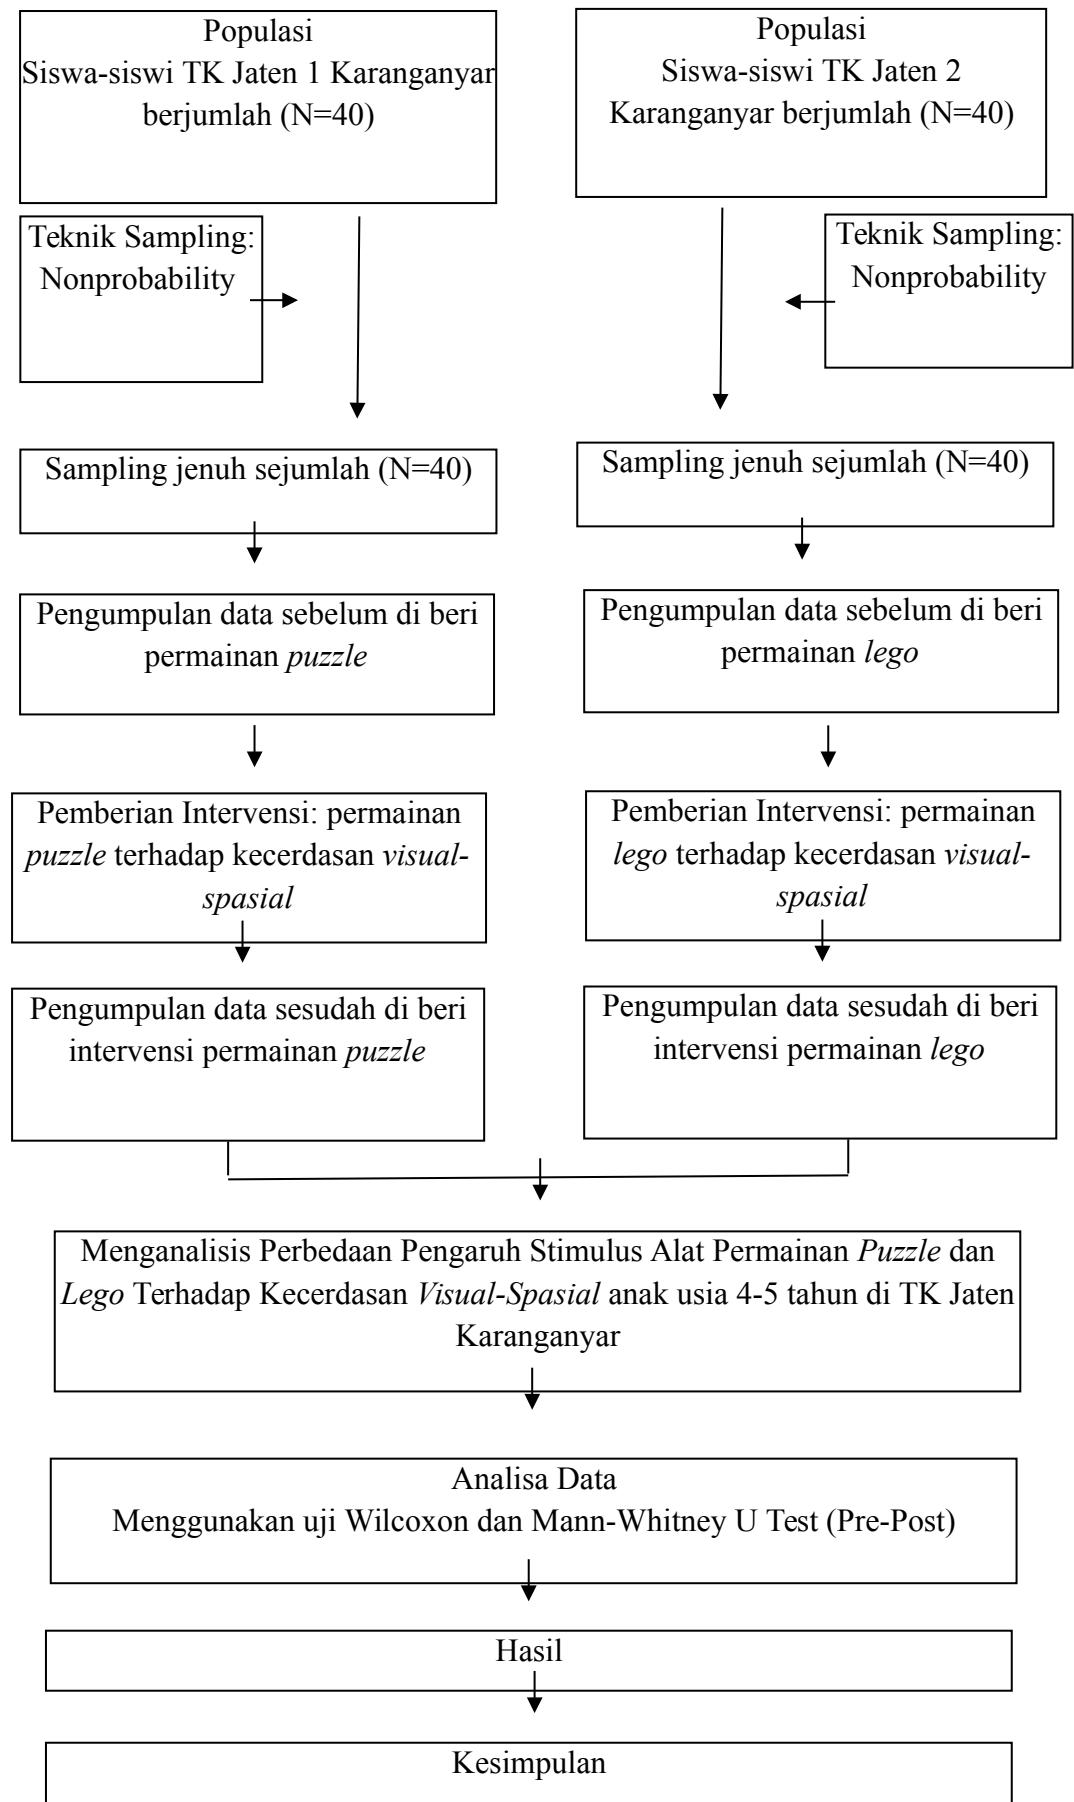 Populasi
Siswa-siswi TK Jaten 1 Karanganyar
berjumlah (N=40)
Populasi
Siswa-siswi TK Jaten 2
Karanganyar berjumlah (N=40)
Teknik Sampling:
Nonprobability
Teknik Sampling:
Nonprobability
Sampling jenuh sejumlah (N=40)
Sampling jenuh sejumlah (N=40)
Pengumpulan data sebelum di beri
permainan puzzle
Pengumpulan data sebelum di beri
permainan lego
Pemberian Intervensi: permainan
puzzle terhadap kecerdasan visual-
spasial
Pemberian Intervensi: permainan
lego terhadap kecerdasan visual-
spasial
Pengumpulan data sesudah di beri
intervensi permainan puzzle
Pengumpulan data sesudah di beri
intervensi permainan lego
Menganalisis Perbedaan Pengaruh Stimulus Alat Permainan Puzzle dan
Lego Terhadap Kecerdasan Visual-Spasial anak usia 4-5 tahun di TK Jaten
Karanganyar
Analisa Data
Menggunakan uji Wilcoxon dan Mann-Whitney U Test (Pre-Post)
Hasil
Kesimpulan